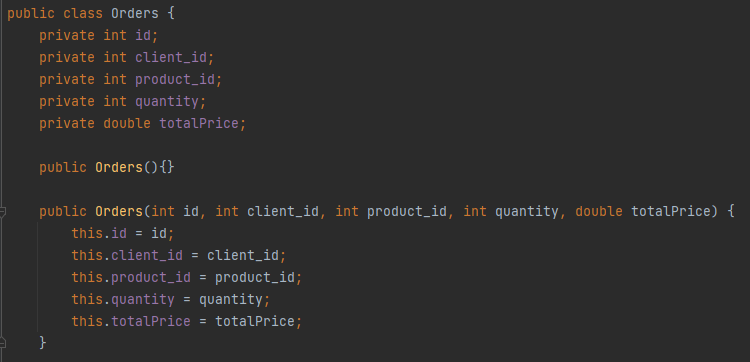 public class Orders {
private int id;
private int client_id;
private int product_id;
private int quantity;
private double totalPrice;
public Orders(){}
public Orders(int id, int client_id, int product_id, int quantity, double totalPrice) {
this.id = id;
this.client_id = client_id;
this.product_id = product_id;
this.quantity = quantity;
this.totalPrice = totalPrice;
}